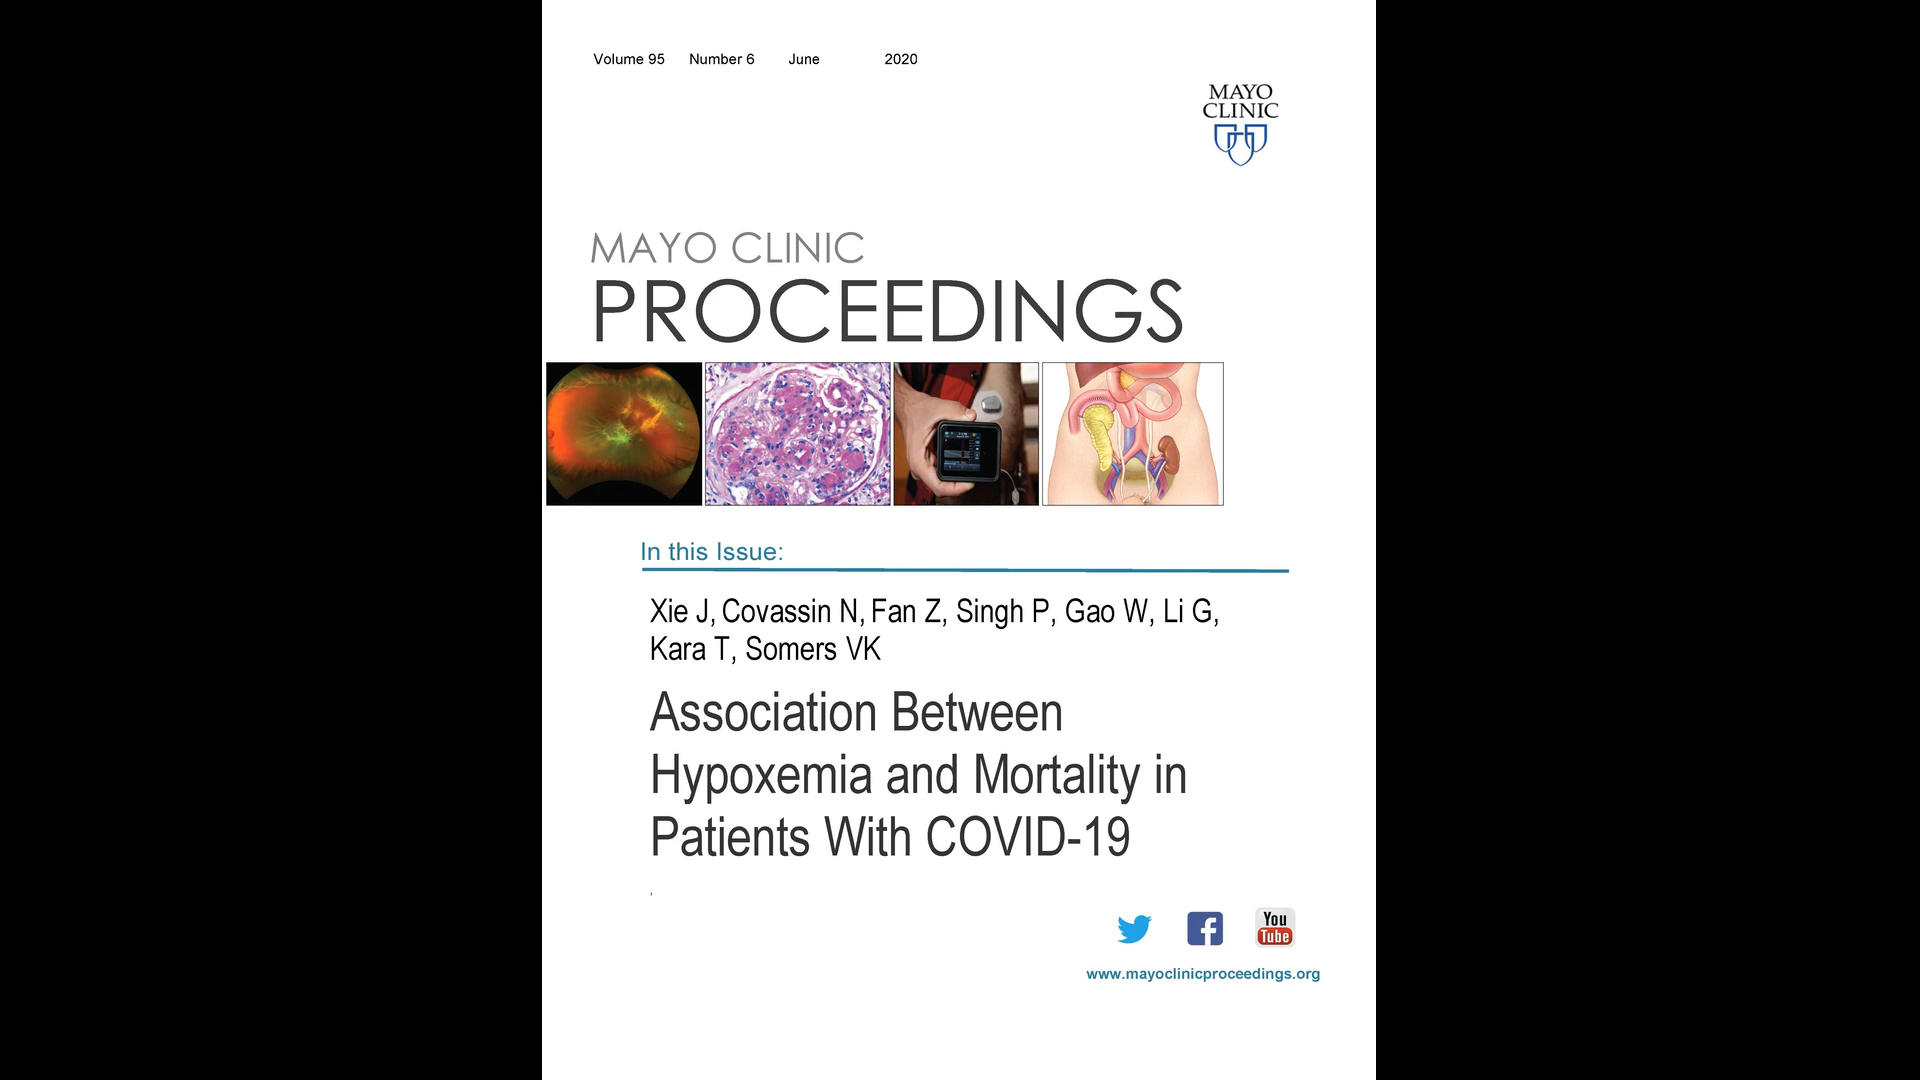 Volume 95 Number 6 June 2020
MAYO
CLINIC
MAYO CLINIC
PROCEEDINGS
In this Issue:
Xie J, Covassin N, Fan Z, Singh P, Gao W, Li G,
Kara T, Somers VK
Association Between
Hypoxemia and Mortality in
Patients With COVID-19
,
You
Tube
www.mayoclinicproceedings.org